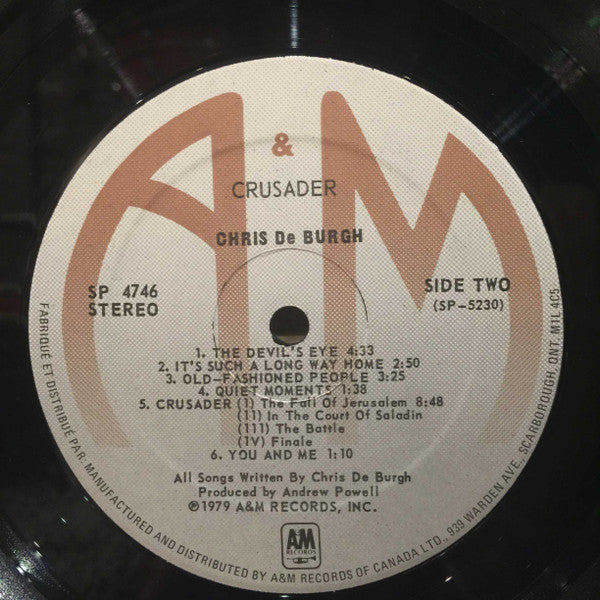 A & M
CRUSADER
CHRIS De BURGH
SP 4746
STEREO
SIDE TWO
(SP-5230)
1. THE DEVIL'S EYE 4:33
2. IT'S SUCH A LONG WAY HOME 2:50
3. OLD-FASHIONED PEOPLE 3:25
4. QUIET MOMENTS 1:38
5. CRUSADER (1) The Fall Of Jerusalem 8:48
(11) In The Court Of Saladin
(111) The Battle
(1V) Finale
6. YOU AND ME 1:10
All Songs Written By Chris De Burgh
Produced by Andrew Powell
℗1979 A&M RECORDS, INC.
AM
RECORDS
FABRIQUÉ ET DISTRIBUÉ PAR: MANUFACTURED AND DISTRIBUTED BY A&M RECORDS OF CANADA LTD., 939 WARDEN AVE., SCARBOROUGH, ONT. M1L 4C5